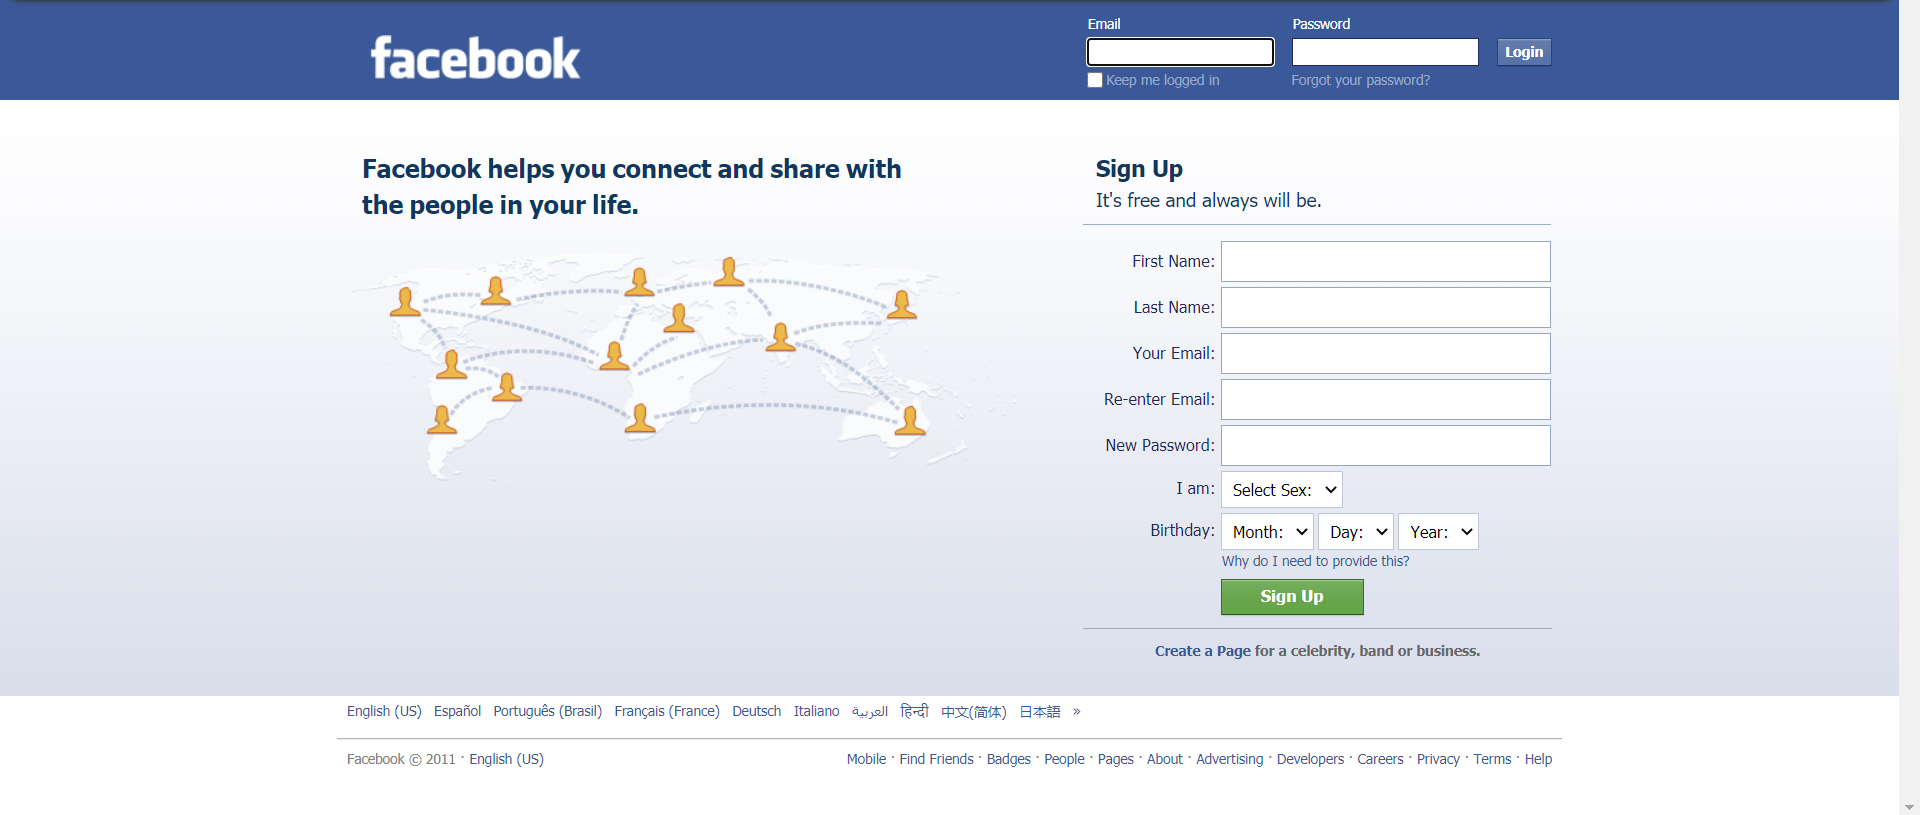 facebook
Email
Password
Login
Keep me logged in
Forgot your password?
Facebook helps you connect and share with
the people in your life.
Sign Up
It's free and always will be.
First Name:
Last Name:
Your Email:
Re-enter Email:
New Password:
I am: Select Sex:
Birthday: Month: Day: Year:
Why do I need to provide this?
Sign Up
Create a Page for a celebrity, band or business.
English (US) Español Português (Brasil) Français (France) Deutsch Italiano العربية हिन्दी 中文(简体) 日本語 »
Facebook © 2011 · English (US)
Mobile · Find Friends · Badges · People · Pages · About · Advertising · Developers · Careers · Privacy · Terms · Help